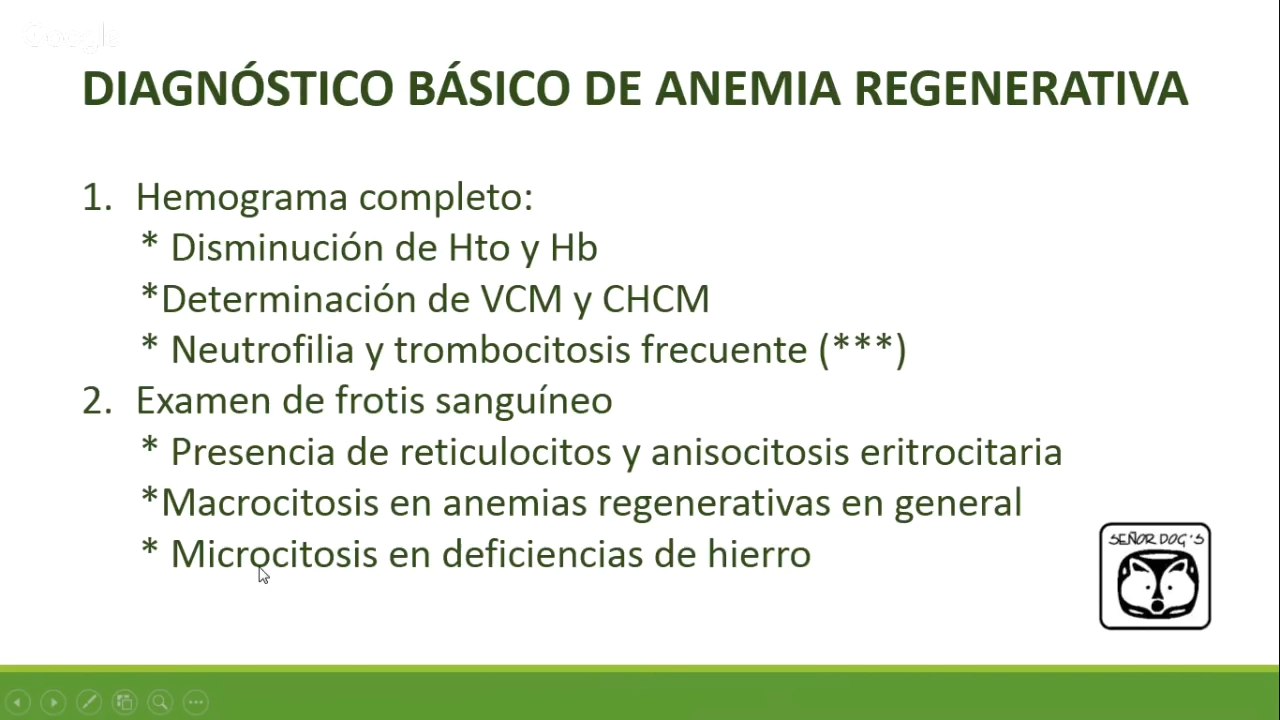 Google
DIAGNÓSTICO BÁSICO DE ANEMIA REGENERATIVA
1. Hemograma completo:
* Disminución de Hto y Hb
*Determinación de VCM y CHCM
* Neutrofilia y trombocitosis frecuente (***)
2. Examen de frotis sanguíneo
* Presencia de reticulocitos y anisocitosis eritrocitaria
*Macrocitosis en anemias regenerativas en general
* Microcitosis en deficiencias de hierro
SEÑOR DOG'S